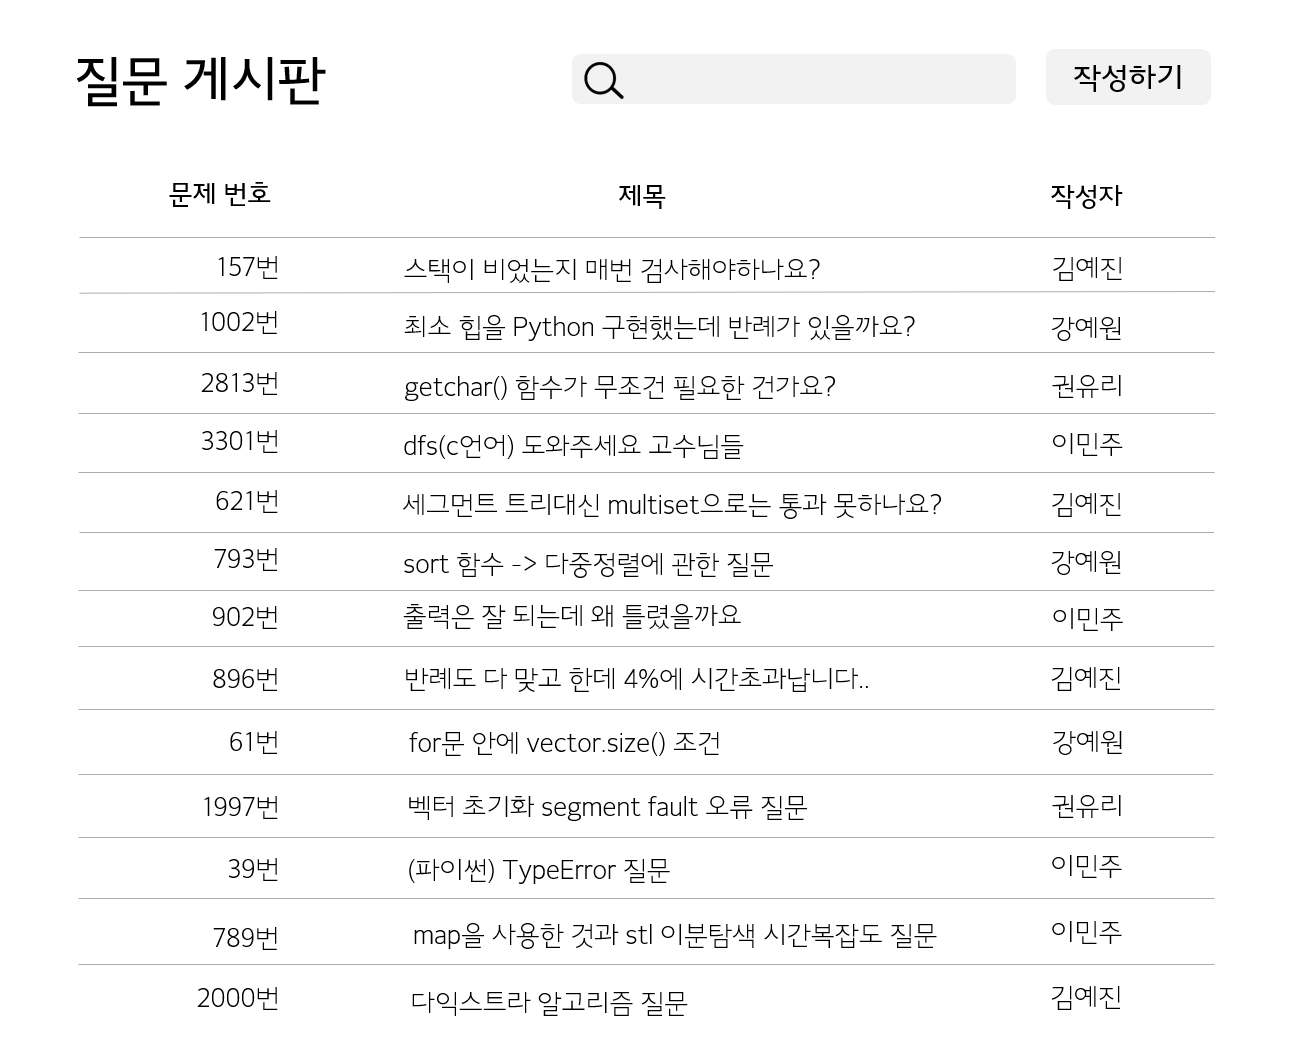 질문 게시판 작성하기
문제 번호 제목 작성자
157번 스택이 비었는지 매번 검사해야하나요? 김예진
1002번 최소 힙을 Python 구현했는데 반례가 있을까요? 강예원
2813번 getchar() 함수가 무조건 필요한 건가요? 권유리
3301번 dfs(c언어) 도와주세요 고수님들 이민주
621번 세그먼트 트리대신 multiset으로는 통과 못하나요? 김예진
793번 sort 함수 -> 다중정렬에 관한 질문 강예원
902번 출력은 잘 되는데 왜 틀렸을까요 이민주
896번 반례도 다 맞고 한데 4%에 시간초과납니다.. 김예진
61번 for문 안에 vector.size() 조건 강예원
1997번 벡터 초기화 segment fault 오류 질문 권유리
39번 (파이썬) TypeError 질문 이민주
789번 map을 사용한 것과 stl 이분탐색 시간복잡도 질문 이민주
2000번 다익스트라 알고리즘 질문 김예진